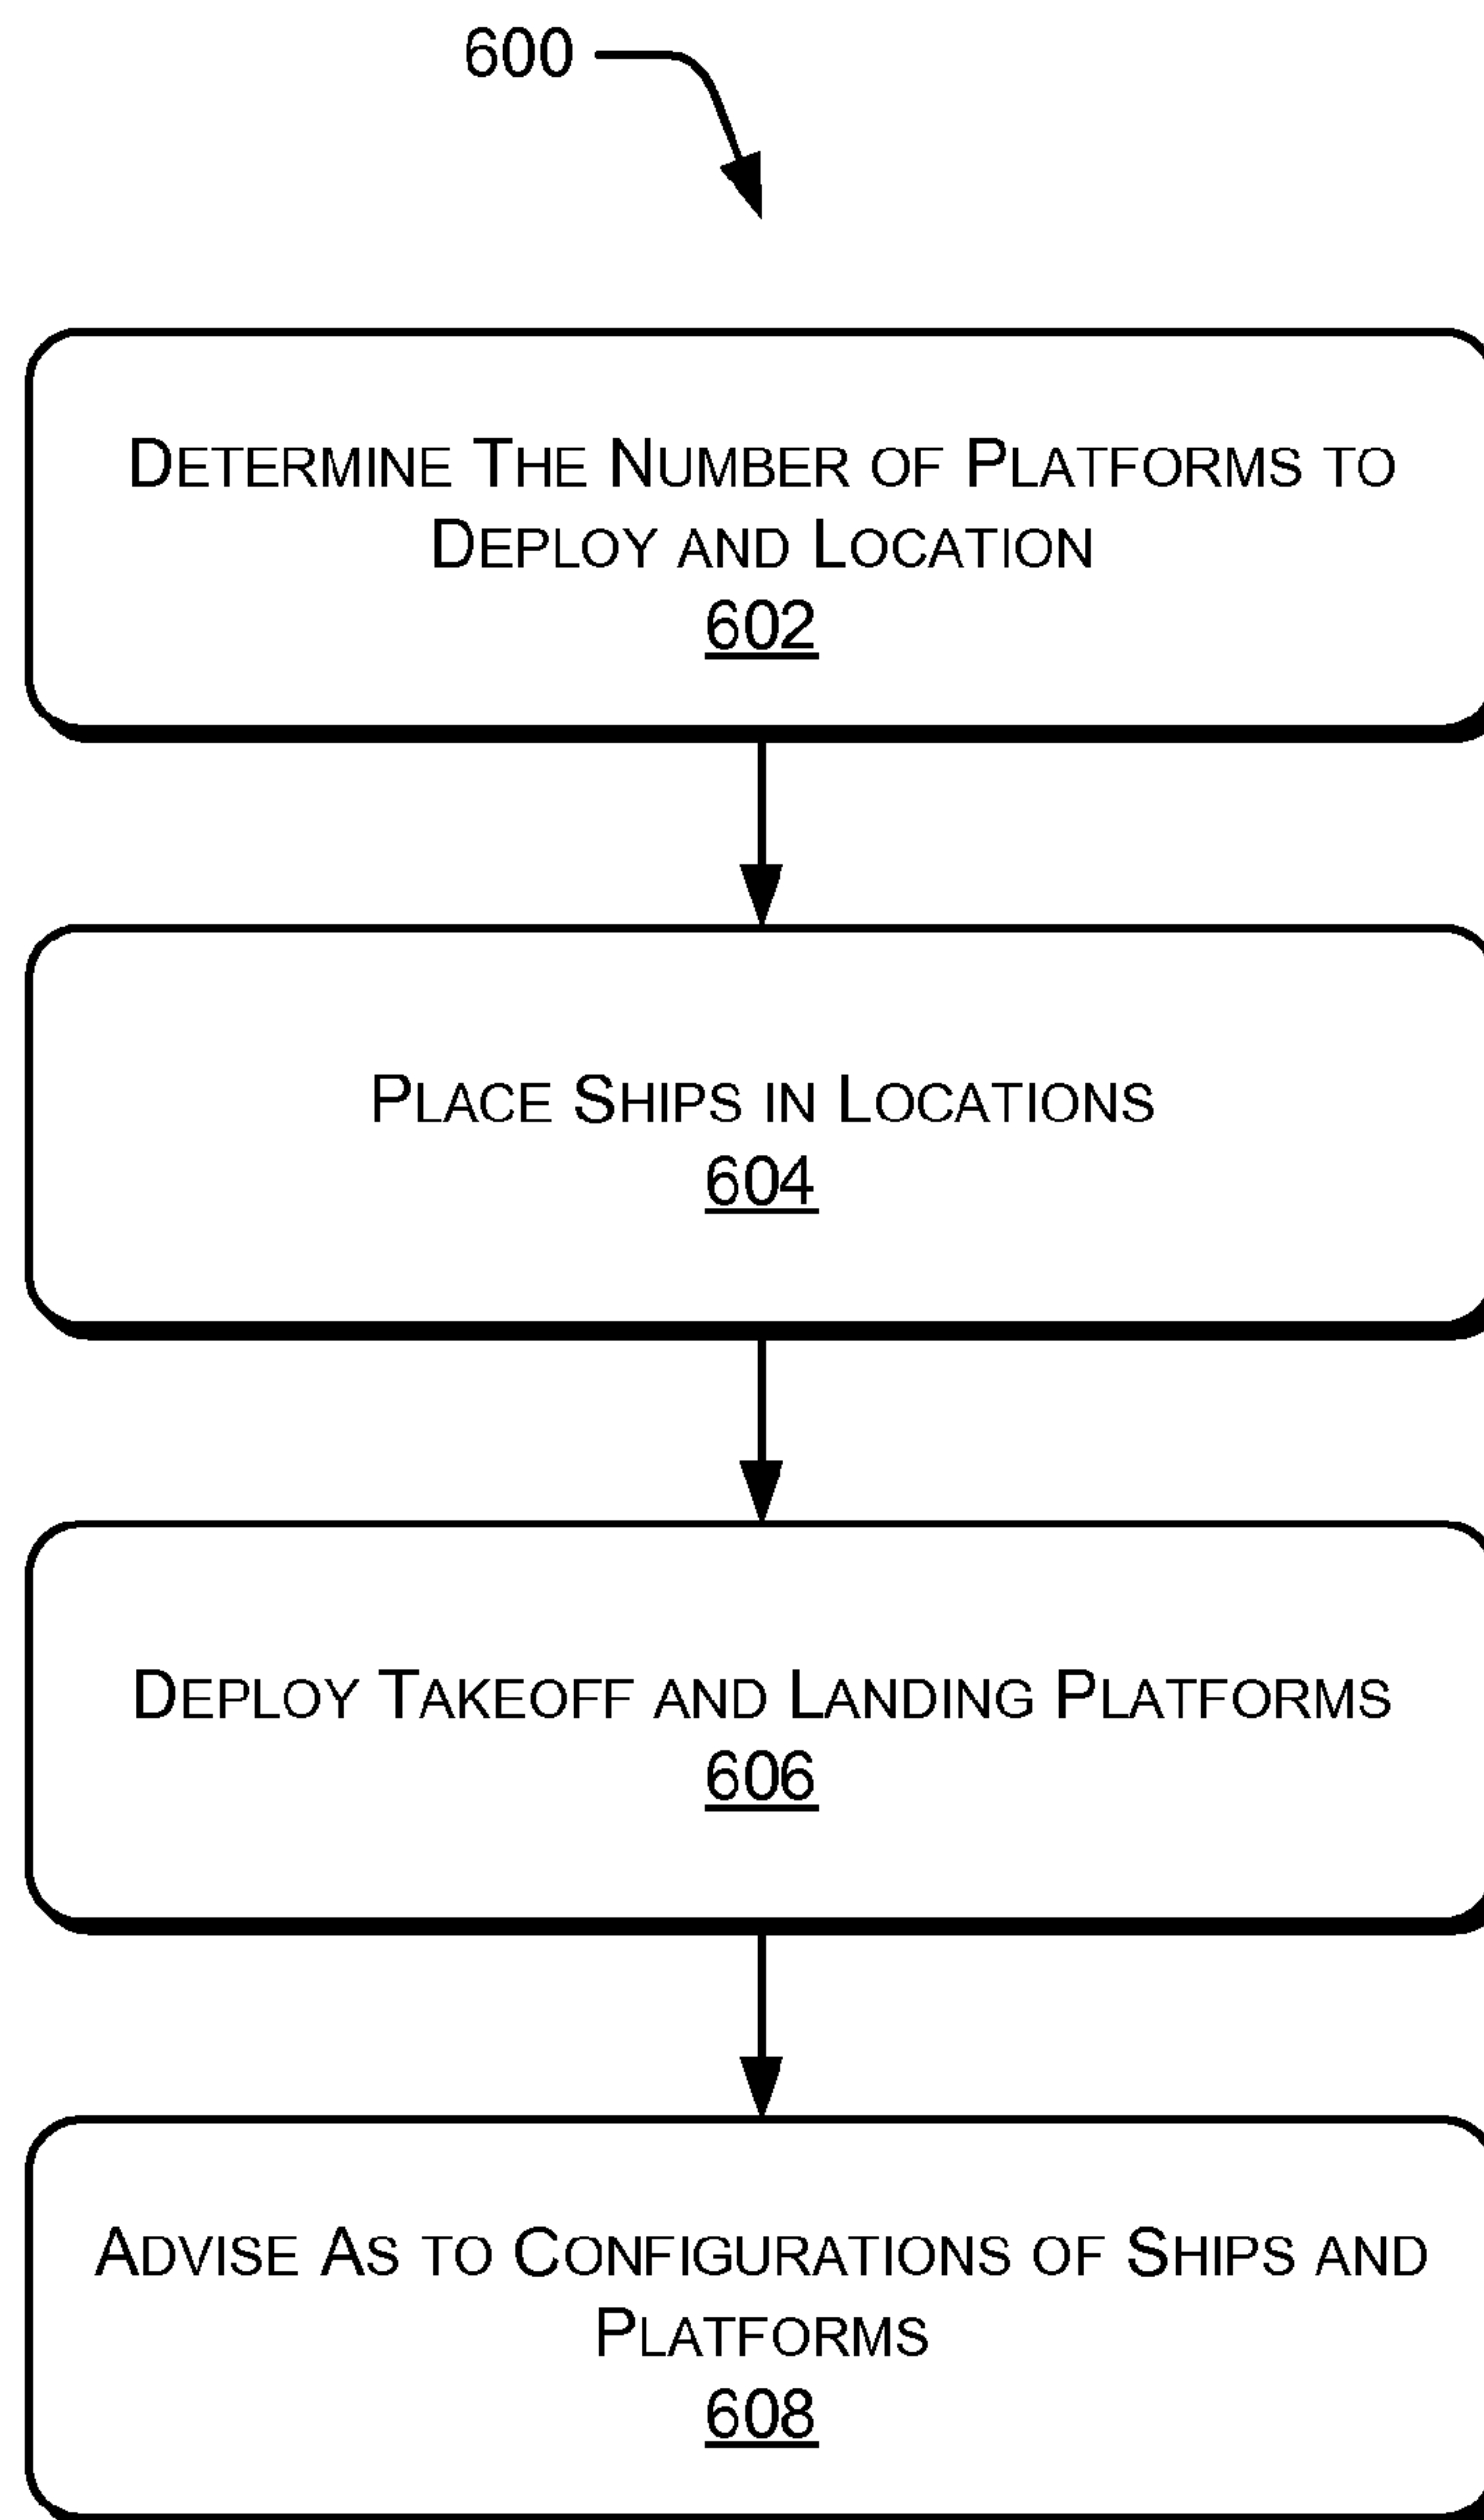 600
DETERMINE THE NUMBER OF PLATFORMS TO
DEPLOY AND LOCATION
602
PLACE SHIPS IN LOCATIONS
604
DEPLOY TAKEOFF AND LANDING PLATFORMS
606
ADVISE AS TO CONFIGURATIONS OF SHIPS AND
PLATFORMS
608